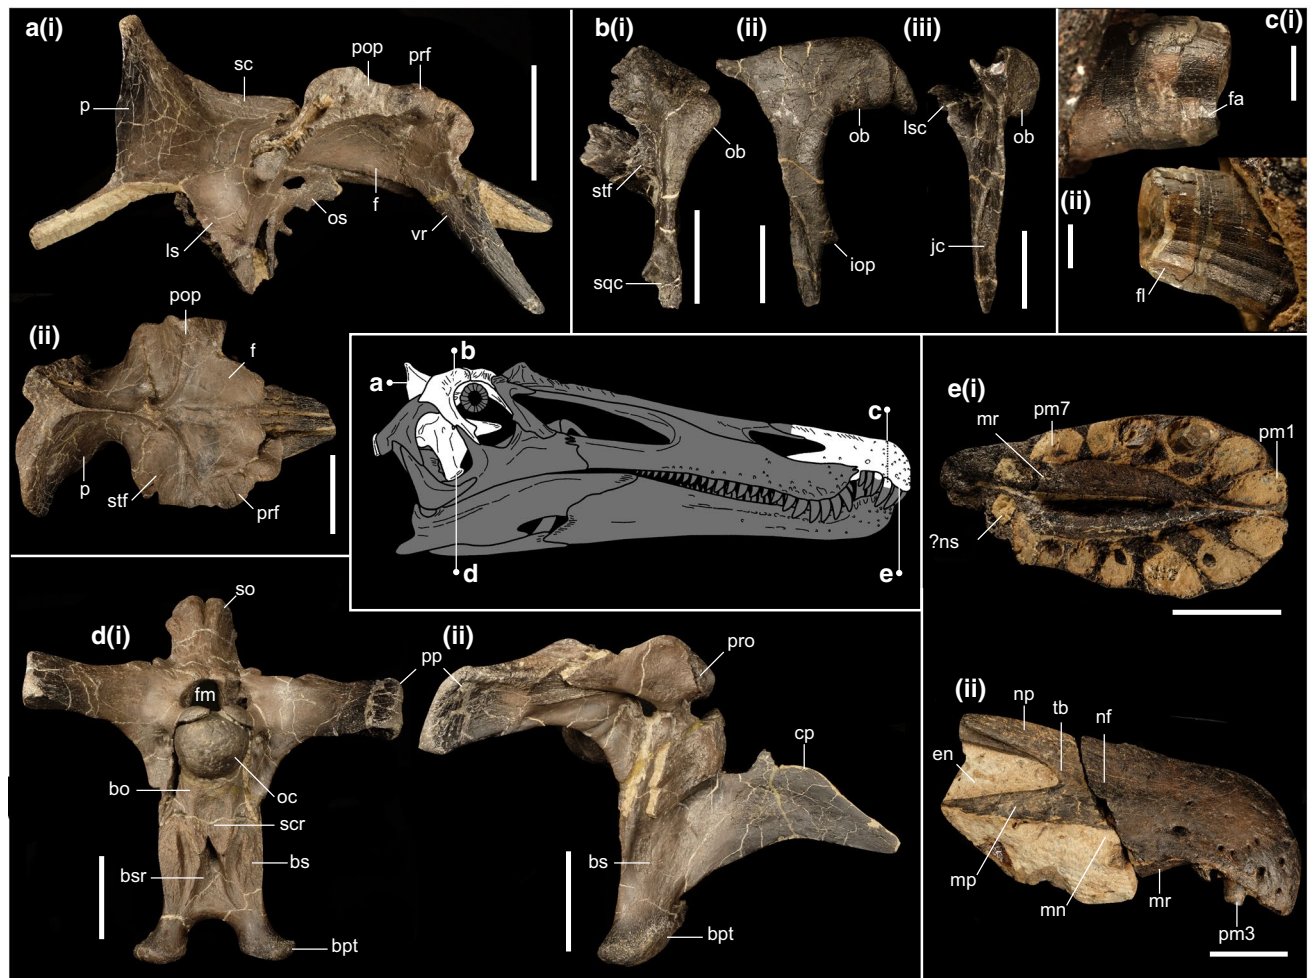 a(i)
p
sc
pop
prf
ls
os
f
vr
(ii)
pop
f
p
stf
prf
b(i)
(ii)
(iii)
stf
ob
sqc
ob
iop
lsc
ob
jc
c(i)
fa
(ii)
fl
a
b
c
d
e
d(i)
so
fm
pp
bo
oc
scr
bs
bsr
bpt
(ii)
pro
cp
bs
bpt
e(i)
mr
pm7
pm1
?ns
(ii)
np
tb
nf
en
mp
mn
mr
pm3